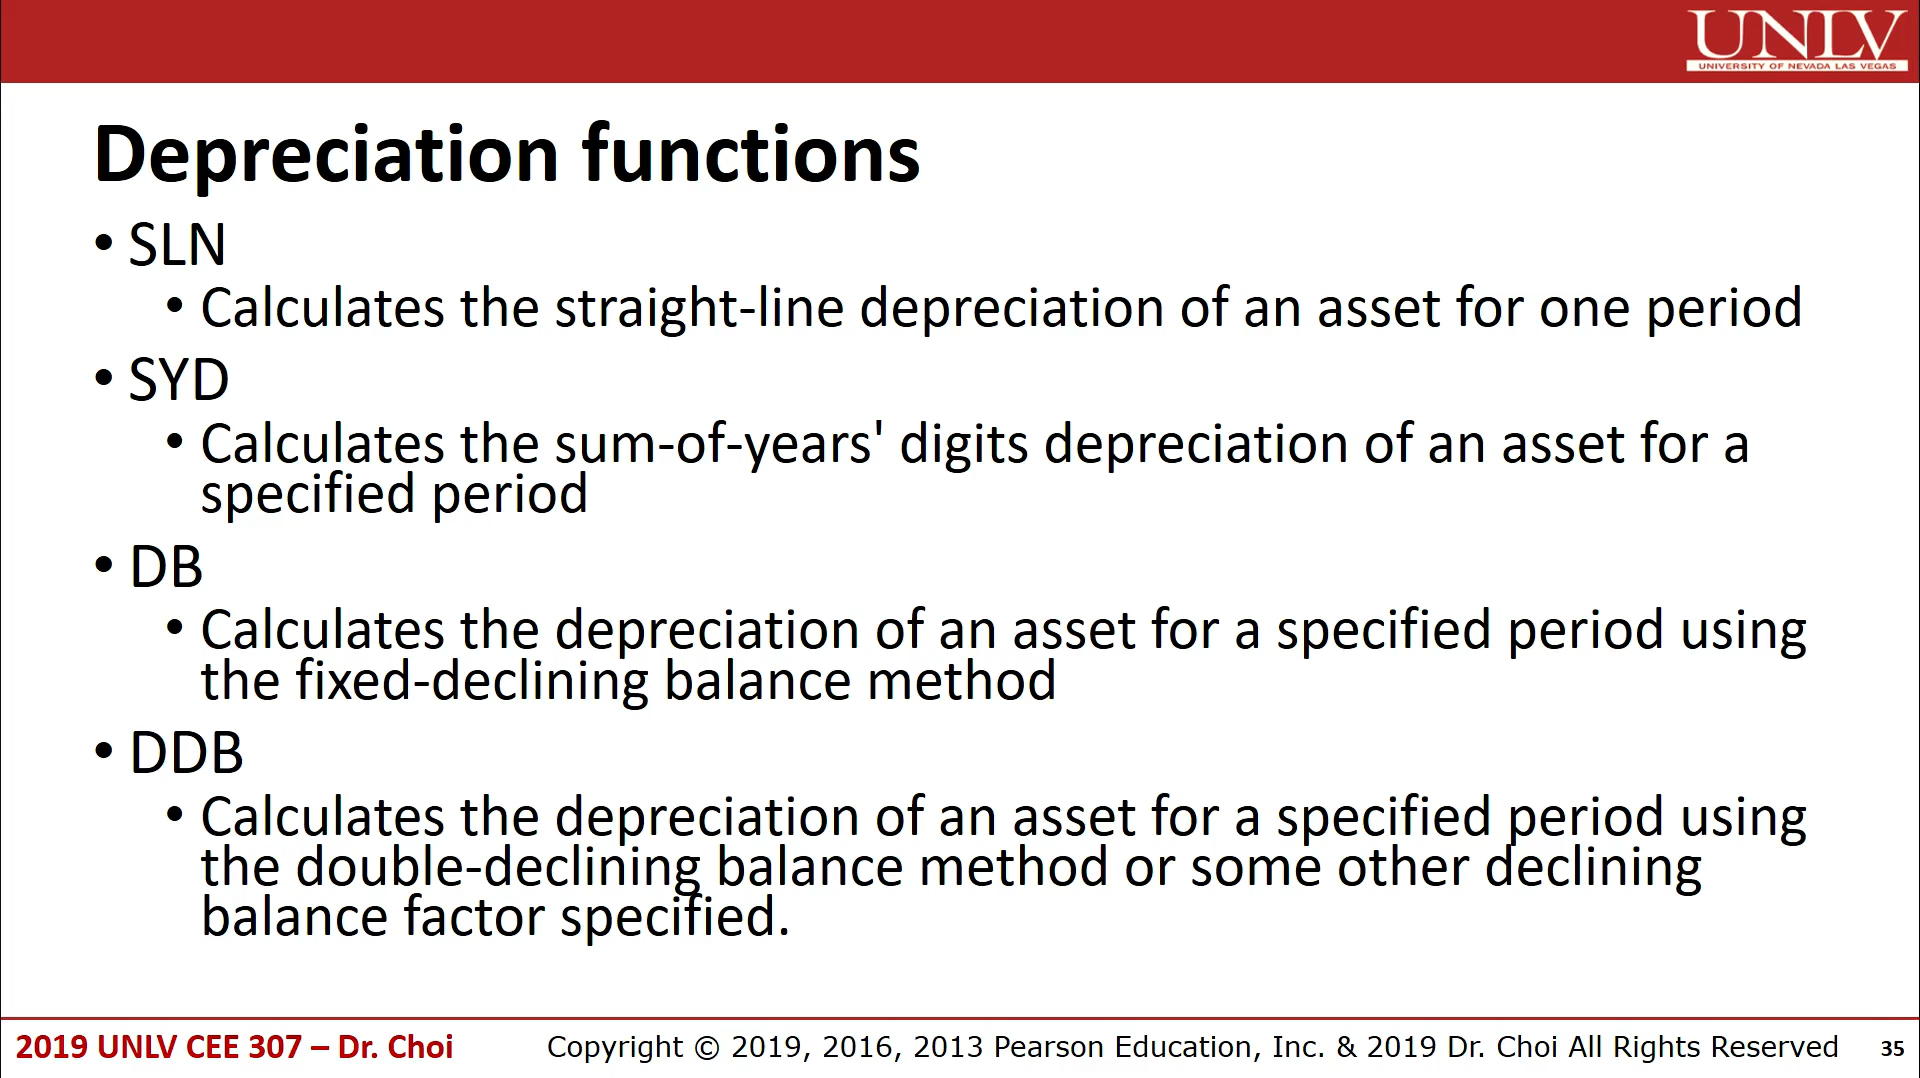 UNLV
UNIVERSITY OF NEVADA LAS VEGAS
Depreciation functions
• SLN
• Calculates the straight-line depreciation of an asset for one period
• SYD
• Calculates the sum-of-years' digits depreciation of an asset for a
specified period
• DB
• Calculates the depreciation of an asset for a specified period using
the fixed-declining balance method
• DDB
• Calculates the depreciation of an asset for a specified period using
the double-declining balance method or some other declining
balance factor specified.
2019 UNLV CEE 307 – Dr. Choi Copyright © 2019, 2016, 2013 Pearson Education, Inc. & 2019 Dr. Choi All Rights Reserved 35